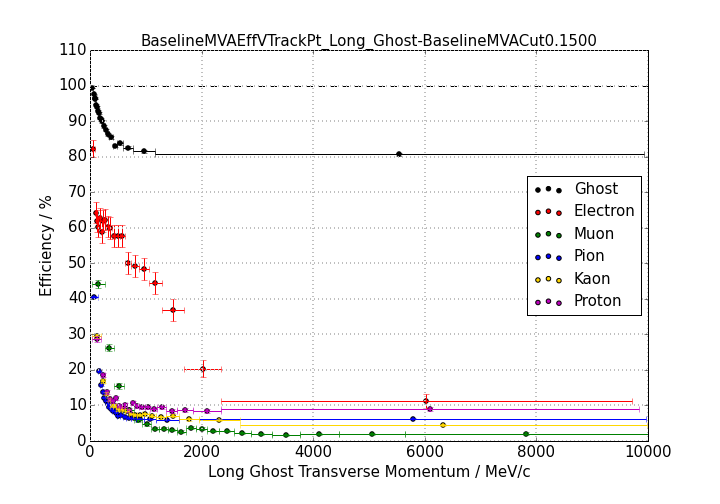 BaselineMVAEffVTrackPt_Long_Ghost-BaselineMVACut0.1500
110
100
90
80
70
60
50
40
30
20
10
0
Efficiency / %
Ghost
Electron
Muon
Pion
Kaon
Proton
0 2000 4000 6000 8000 10000
Long Ghost Transverse Momentum / MeV/c